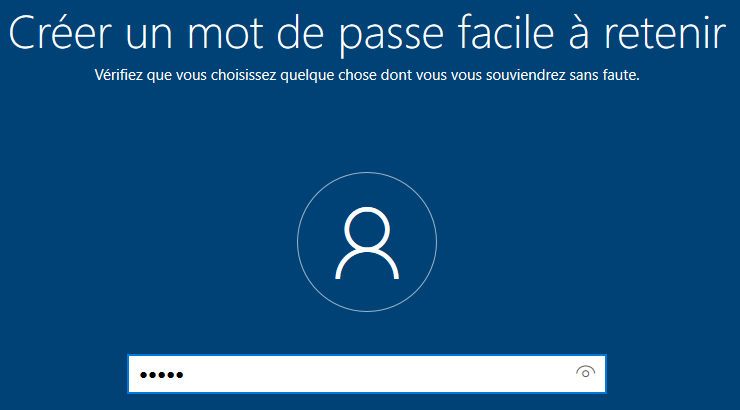 Créer un mot de passe facile à retenir
Vérifiez que vous choisissez quelque chose dont vous vous souviendrez sans faute.
•••••